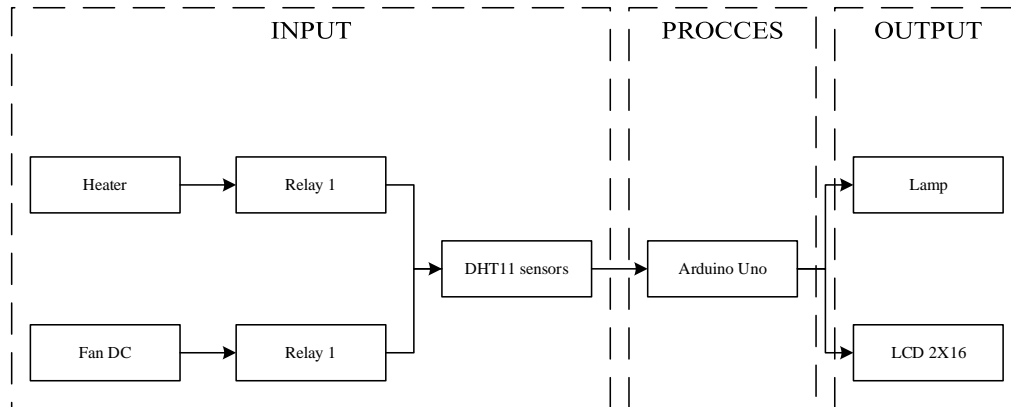 INPUT
PROCCES
OUTPUT
Heater
Relay 1
Lamp
DHT11 sensors
Arduino Uno
Fan DC
Relay 1
LCD 2X16